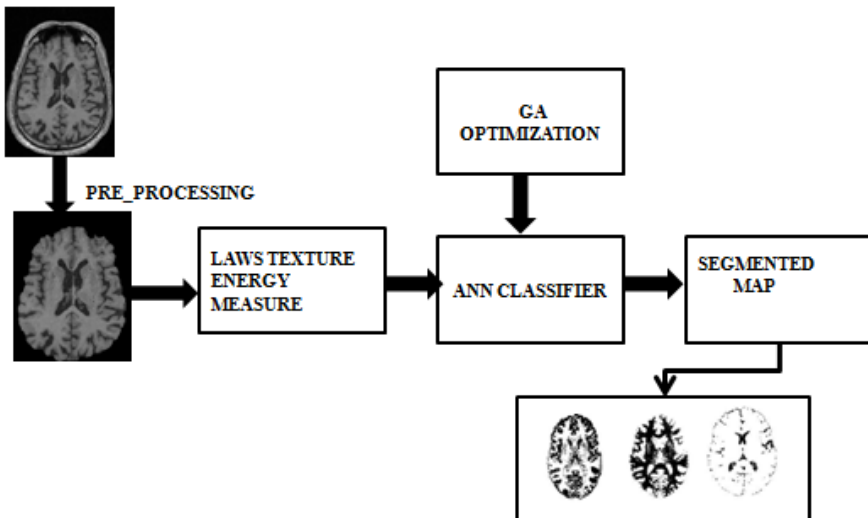 GA
OPTIMIZATION
PRE_PROCESSING
LAWS TEXTURE
ENERGY
MEASURE
ANN CLASSIFIER
SEGMENTED
MAP